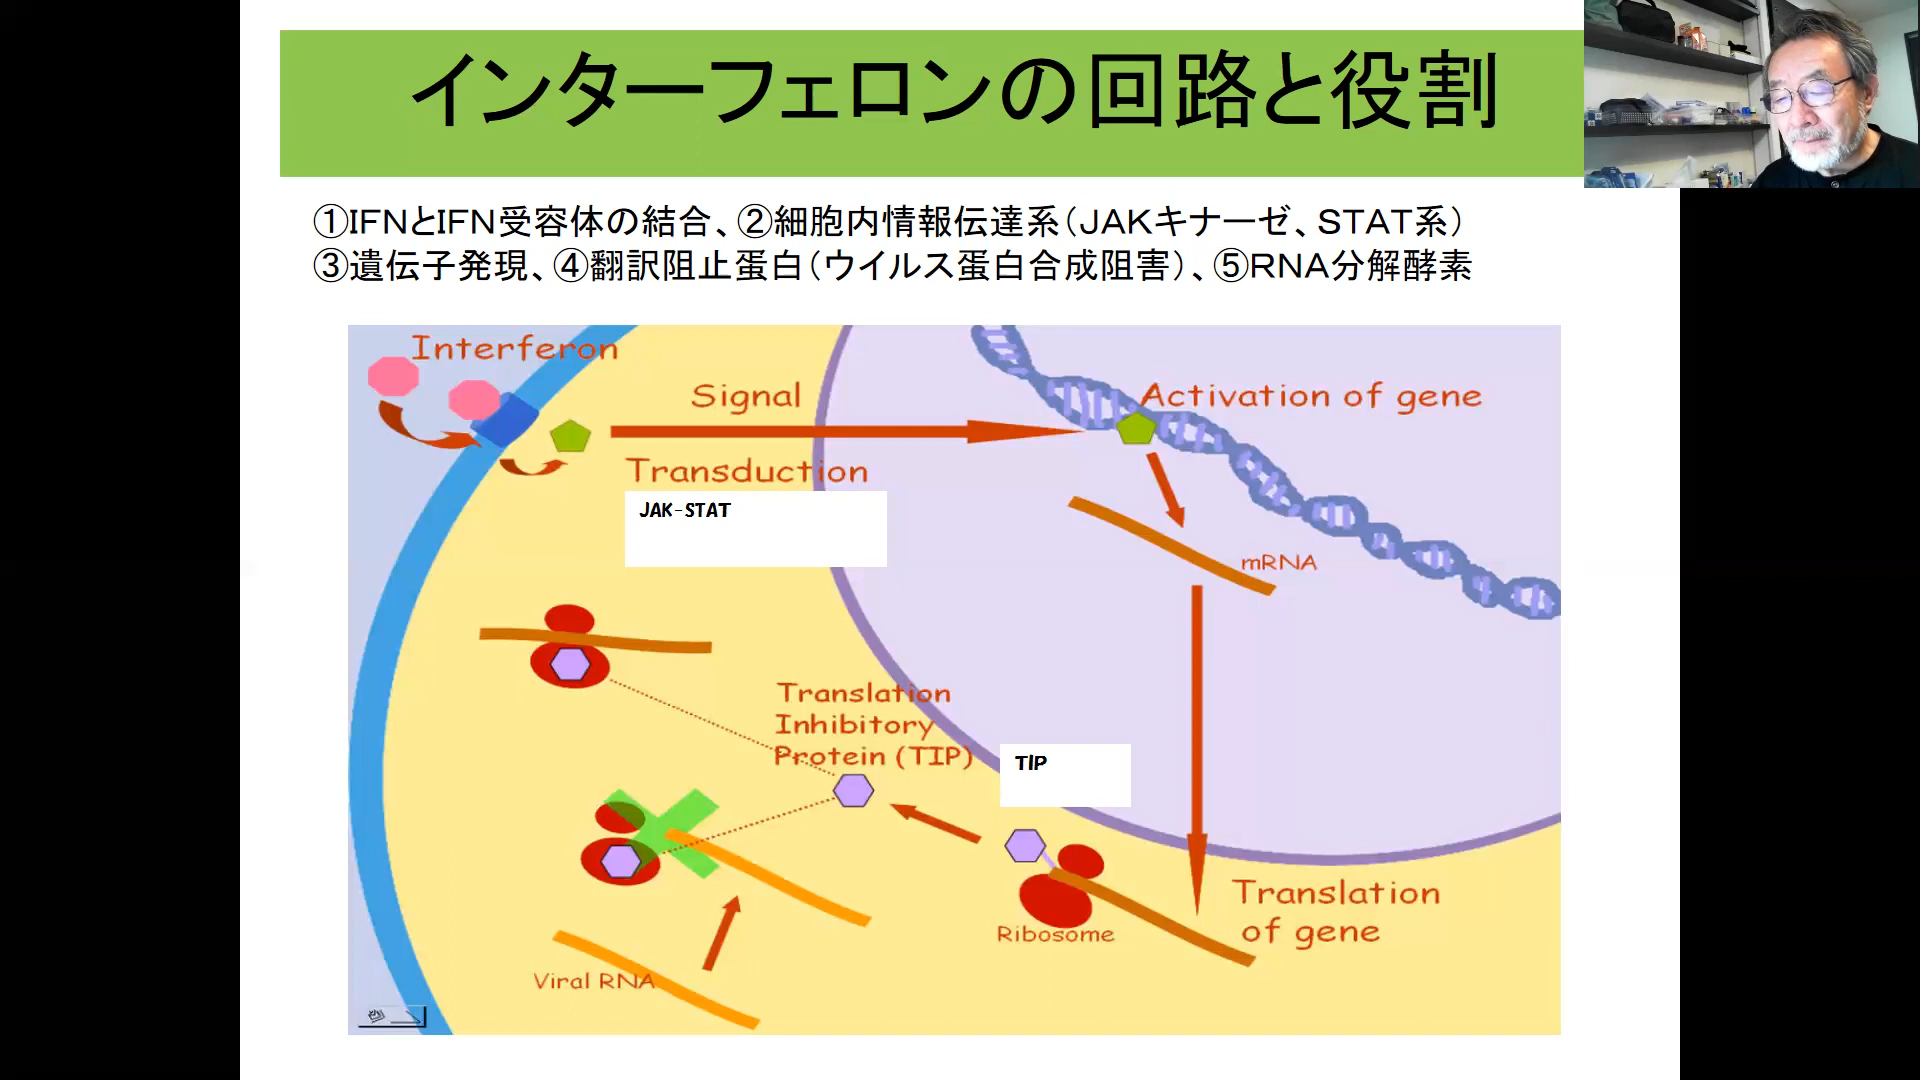 インターフェロンの回路と役割
①IFNとIFN受容体の結合、②細胞内情報伝達系（JAKキナーゼ、STAT系）
③遺伝子発現、④翻訳阻止蛋白（ウイルス蛋白合成阻害）、⑤RNA分解酵素
Interferon
Signal
Transduction
JAK-STAT
Activation of gene
mRNA
Translation
Inhibitory
Protein (TIP)
TIP
Ribosome
Translation
of gene
Viral RNA